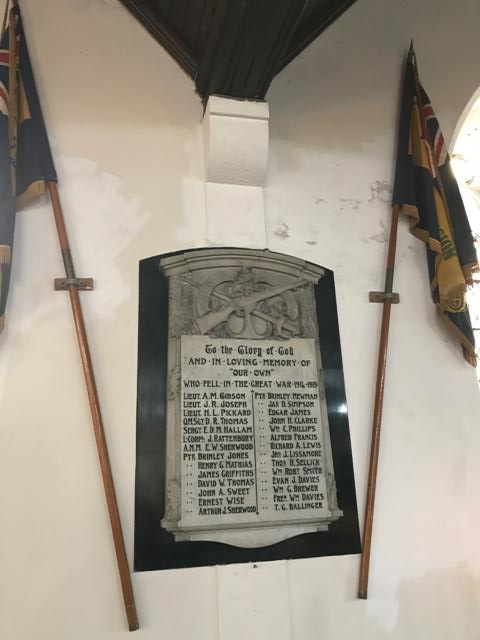 To the Glory of God
AND IN LOVING MEMORY OF
"OUR OWN"
WHO FELL IN THE GREAT WAR 1914-1919
LIEUT. A.M. GIBSON
LIEUT. J.R. JOSEPH
LIEUT. H.L. PICKARD
Q.M.SGT D.R. THOMAS
SERGT E.D.M. HALLAM
L-CORPL J. RATTENBURY
E.W. SHERWOOD
PTE BRINLEY JONES
" HENRY G. MATHIAS
" JAMES GRIFFITHS
" DAVID W. THOMAS
" JOHN A. SWEET
" ERNEST WISE
" ARTHUR J. SHERWOOD
PTE BRINLEY NEWMAN
" JAS D. SIMPSON
" EDGAR JAMES
" JOHN H. CLARKE
" WM C. PHILLIPS
" ALFRED FRANCIS
" RICHARD A. LEWIS
" JNO J. LISSAMORE
" THOS H. SELLICK
" WM ROBT SMITH
" EVAN J. DAVIES
" WM G. BREWER
" FREK WM DAVIES
" T.G. BALLINGER